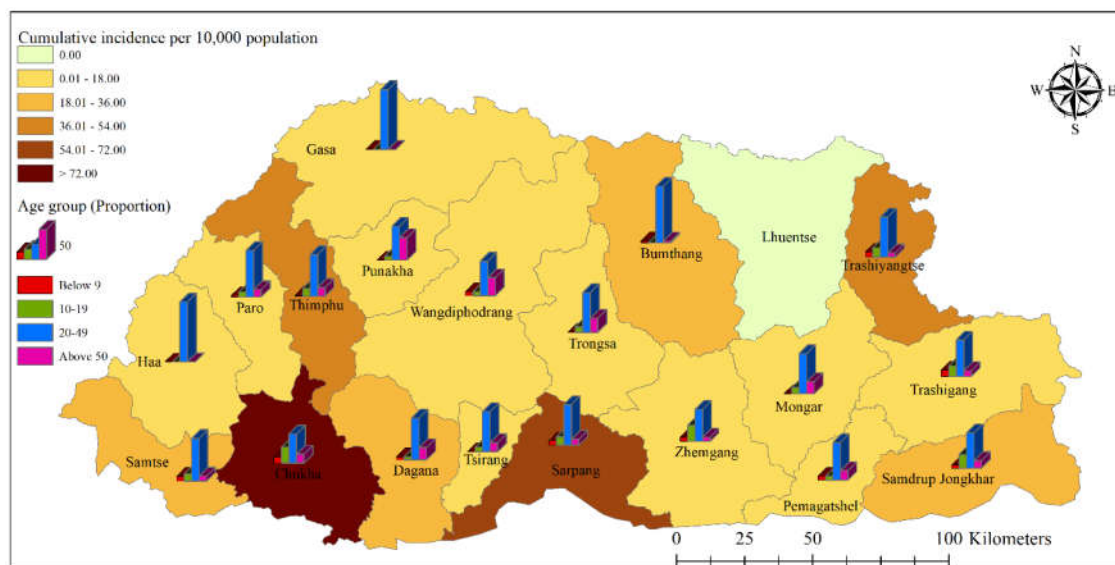 Cumulative incidence per 10,000 population
0.00
0.01 - 18.00
18.01 - 36.00
36.01 - 54.00
54.01 - 72.00
> 72.00
Age group (Proportion)
50
Below 9
10-19
20-49
Above 50
N
W E
S
Gasa
Lhuentse
Bumthang
Trashiyangtse
Punakha
Paro
Thimphu
Wangdiphodrang
Trongsa
Haa
Trashigang
Mongar
Samtse
Chukha
Dagana
Tsirang
Sarpang
Zhemgang
Pemagatshel
Samdrup Jongkhar
0 25 50 100 Kilometers